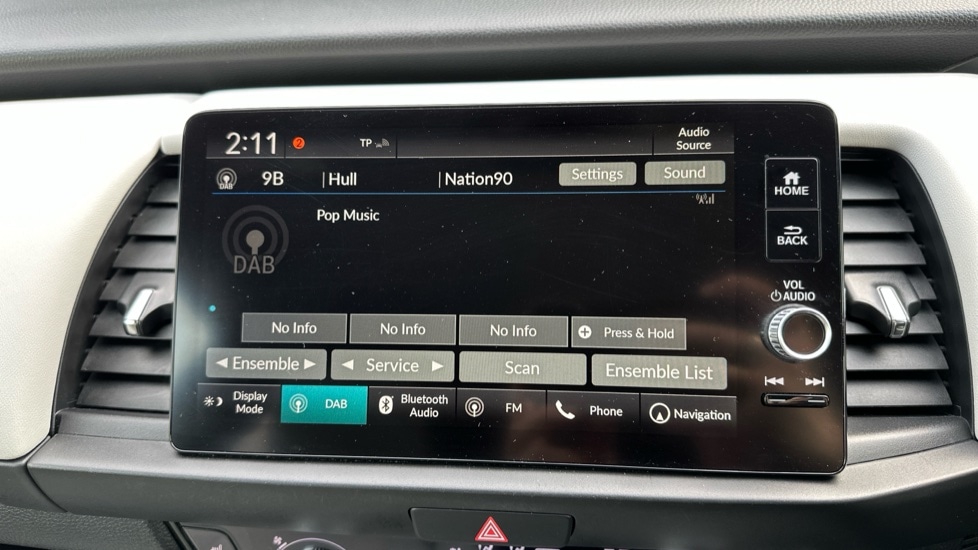 2:11 2 TP Audio Source
DAB 9B |Hull |Nation90 Settings Sound
Pop Music
DAB
No Info No Info No Info Press & Hold
Ensemble Service Scan Ensemble List
Display Mode DAB Bluetooth Audio FM Phone Navigation
HOME
BACK
VOL
AUDIO